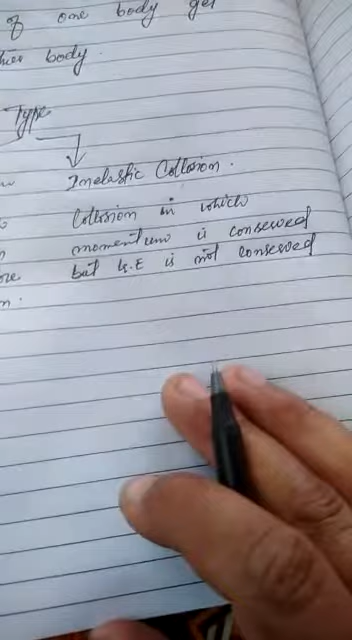 of one body get
body.
Type
Inelastic Collision.
Collision in which
momentum is conserved
but K.E is not conserved